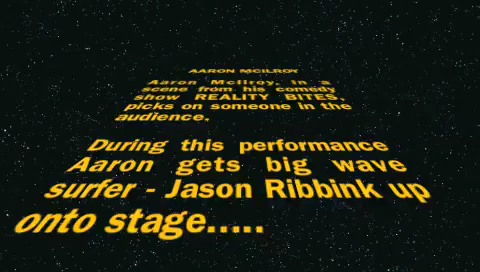 AARON MCILROY
Aaron Mcilroy, in a
scene from his comedy
show REALITY BITES,
picks on someone in the
audience.
During this performance
Aaron gets big wave
surfer - Jason Ribbink up
onto stage.....